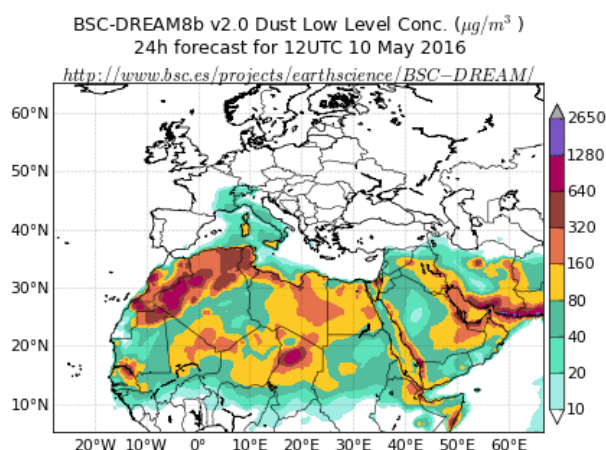 BSC-DREAM8b v2.0 Dust Low Level Conc. (μg/m³ )
24h forecast for 12UTC 10 May 2016
http://www.bsc.es/projects/earthscience/BSC−DREAM/
60°N
50°N
40°N
30°N
20°N
10°N
20°W 10°W 0° 10°E 20°E 30°E 40°E 50°E 60°E
2650
1280
640
320
160
80
40
20
10